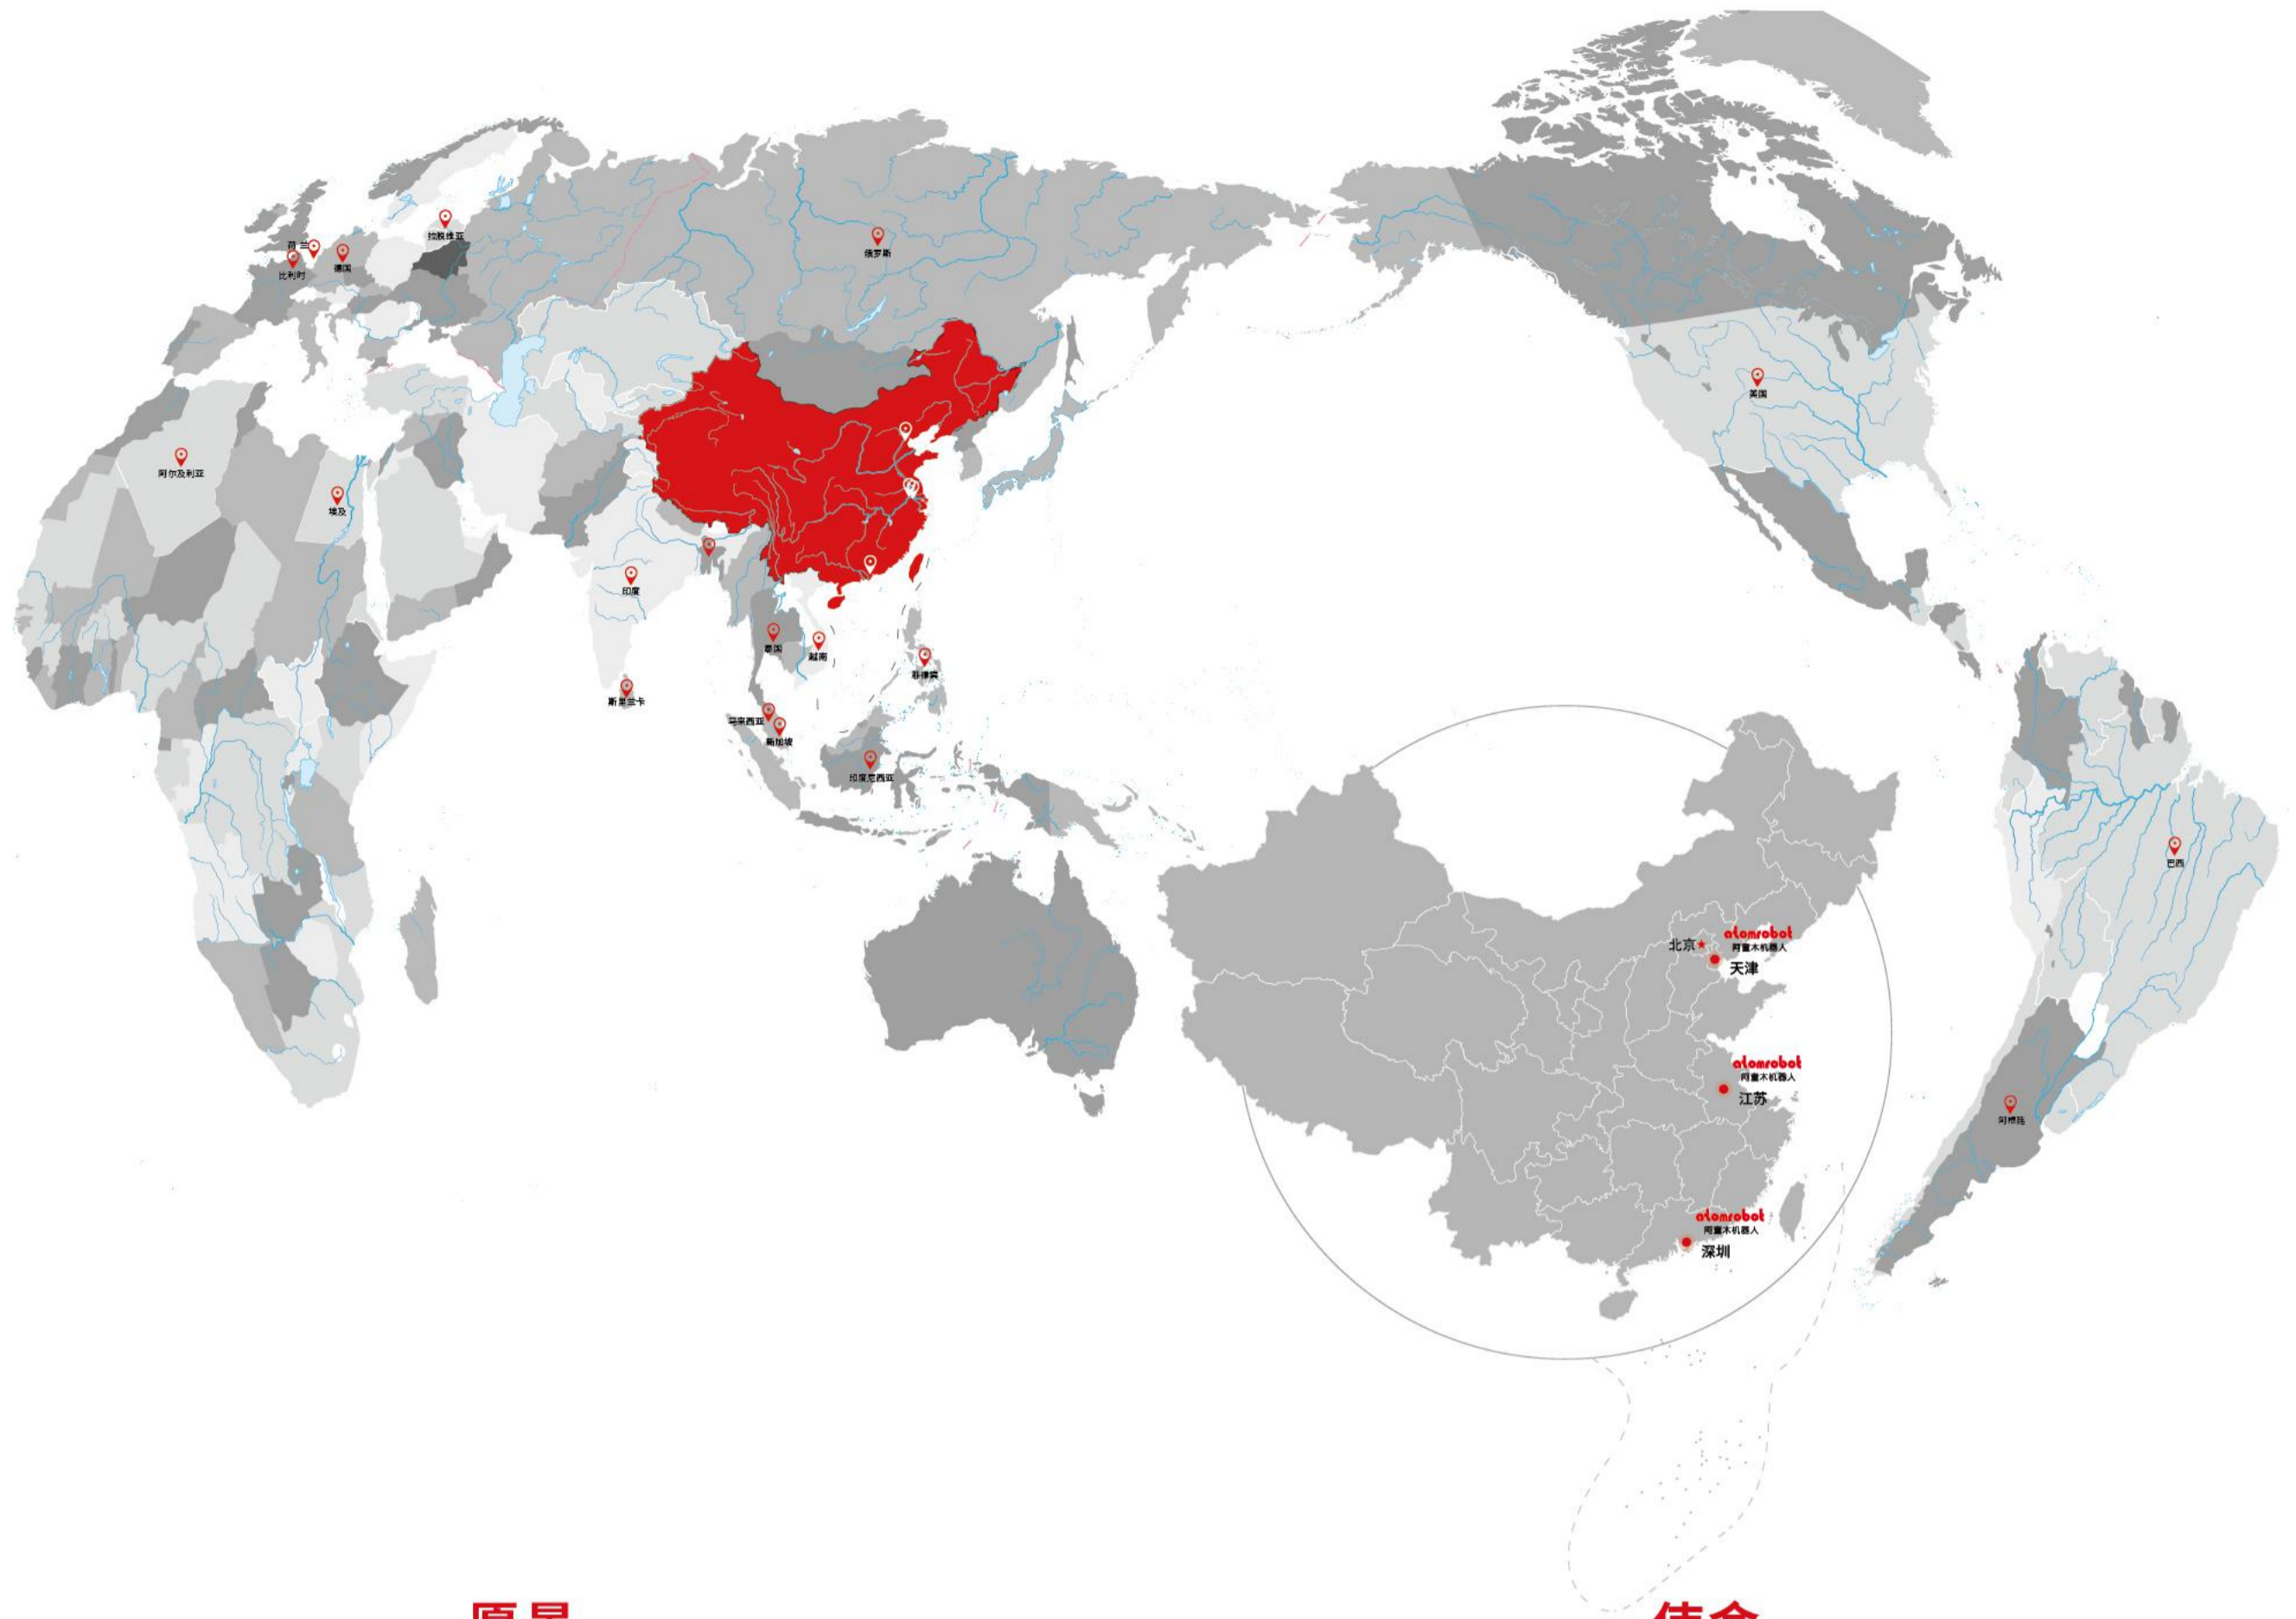 拉脱维亚
荷兰
德国
比利时
俄罗斯
美国
阿尔及利亚
埃及
印度
泰国
越南
菲律宾
斯里兰卡
马来西亚
新加坡
印度尼西亚
巴西
阿根廷
北京
atomrobot
阿童木机器人
天津
atomrobot
阿童木机器人
江苏
atomrobot
阿童木机器人
深圳
愿景
使命